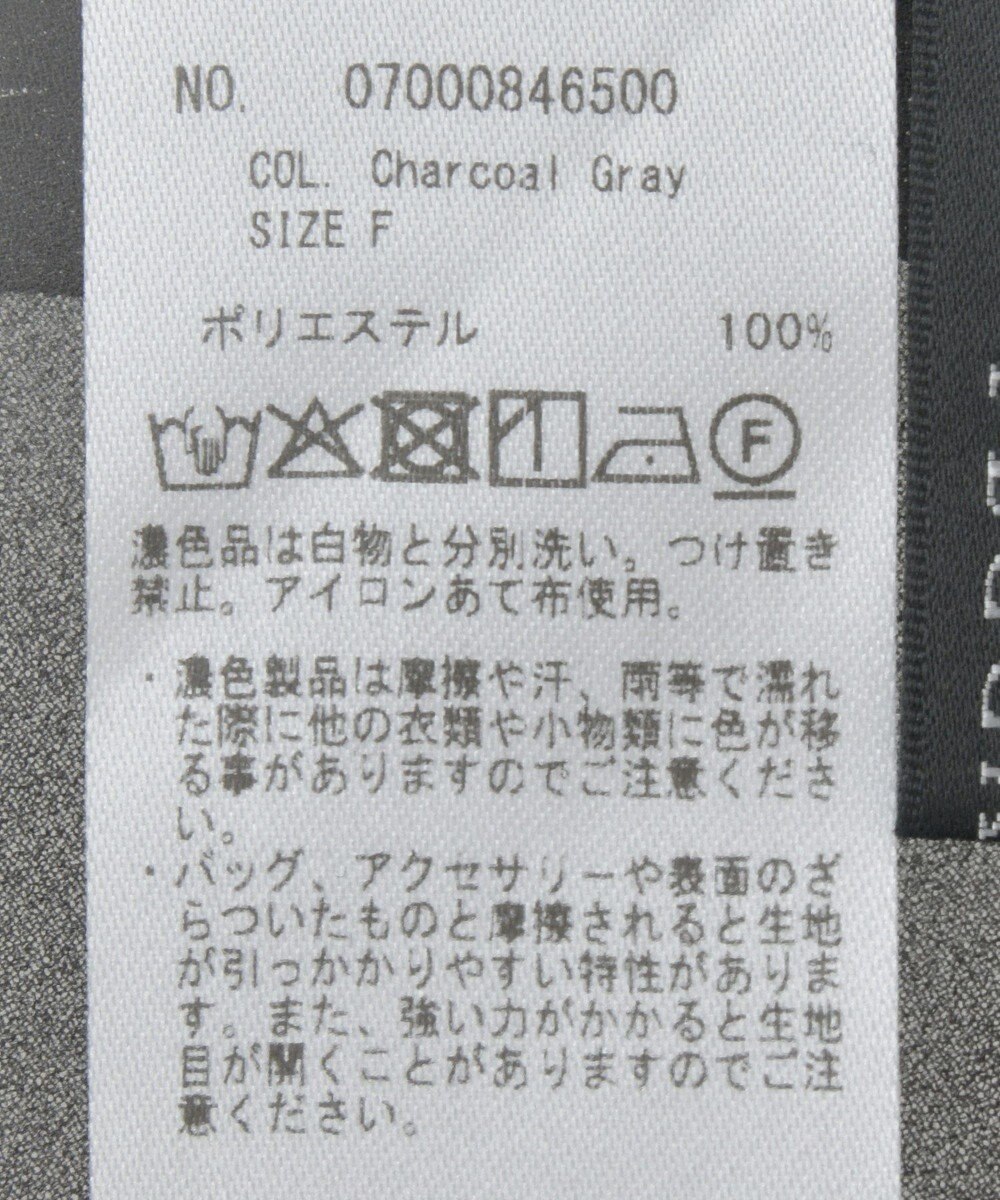 NO. 07000846500
COL. Charcoal Gray
SIZE F
ポリエステル 100%
F
濃色品は白物と分別洗い。つけ置き
禁止。アイロンあて布使用。
・濃色製品は摩擦や汗、雨等で濡れ
た際に他の衣類や小物類に色が移
る事がありますのでご注意くださ
い。
・バッグ、アクセサリーや表面のざ
らついたものと摩擦されると生地
が引っかかりやすい特性がありま
す。また、強い力がかかると生地
目が開くことがありますのでご注
意ください。